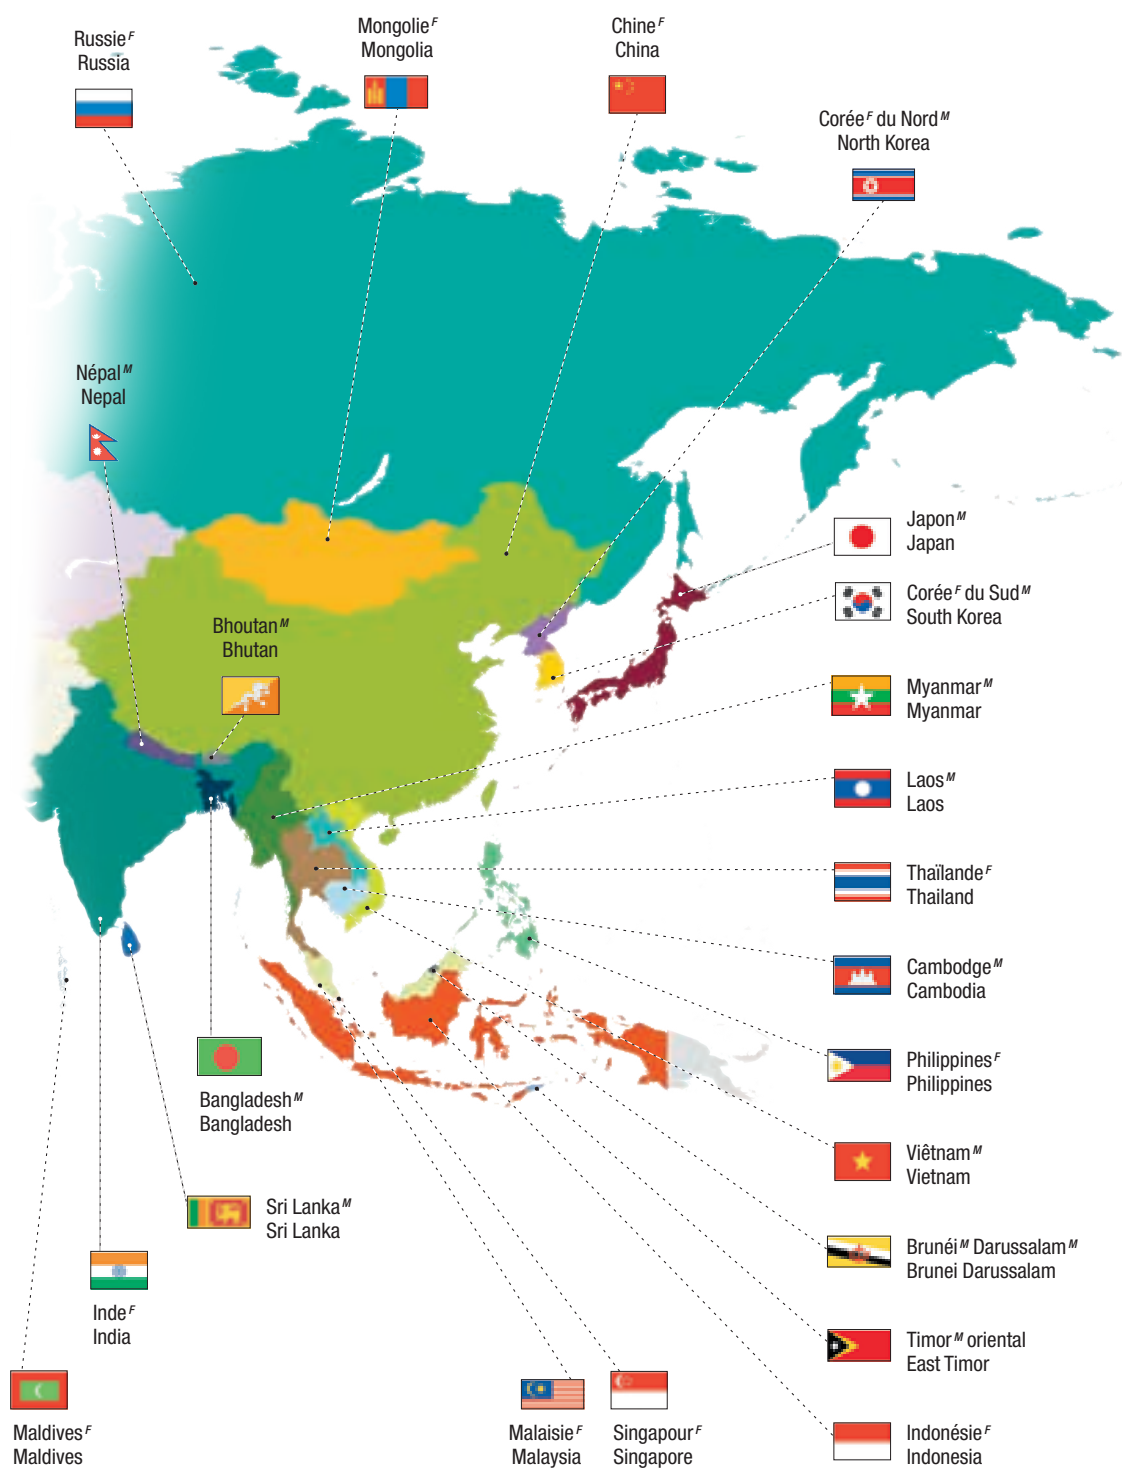 Russie F
Russia
Mongolie F
Mongolia
Chine F
China
Corée F du Nord M
North Korea
Népal M
Nepal
Japon M
Japan
Corée F du Sud M
South Korea
Bhoutan M
Bhutan
Myanmar M
Myanmar
Laos M
Laos
Thaïlande F
Thailand
Cambodge M
Cambodia
Philippines F
Philippines
Bangladesh M
Bangladesh
Viêtnam M
Vietnam
Sri Lanka M
Sri Lanka
Brunéi M Darussalam M
Brunei Darussalam
Inde F
India
Timor M oriental
East Timor
Maldives F
Maldives
Malaisie F
Malaysia
Singapour F
Singapore
Indonésie F
Indonesia